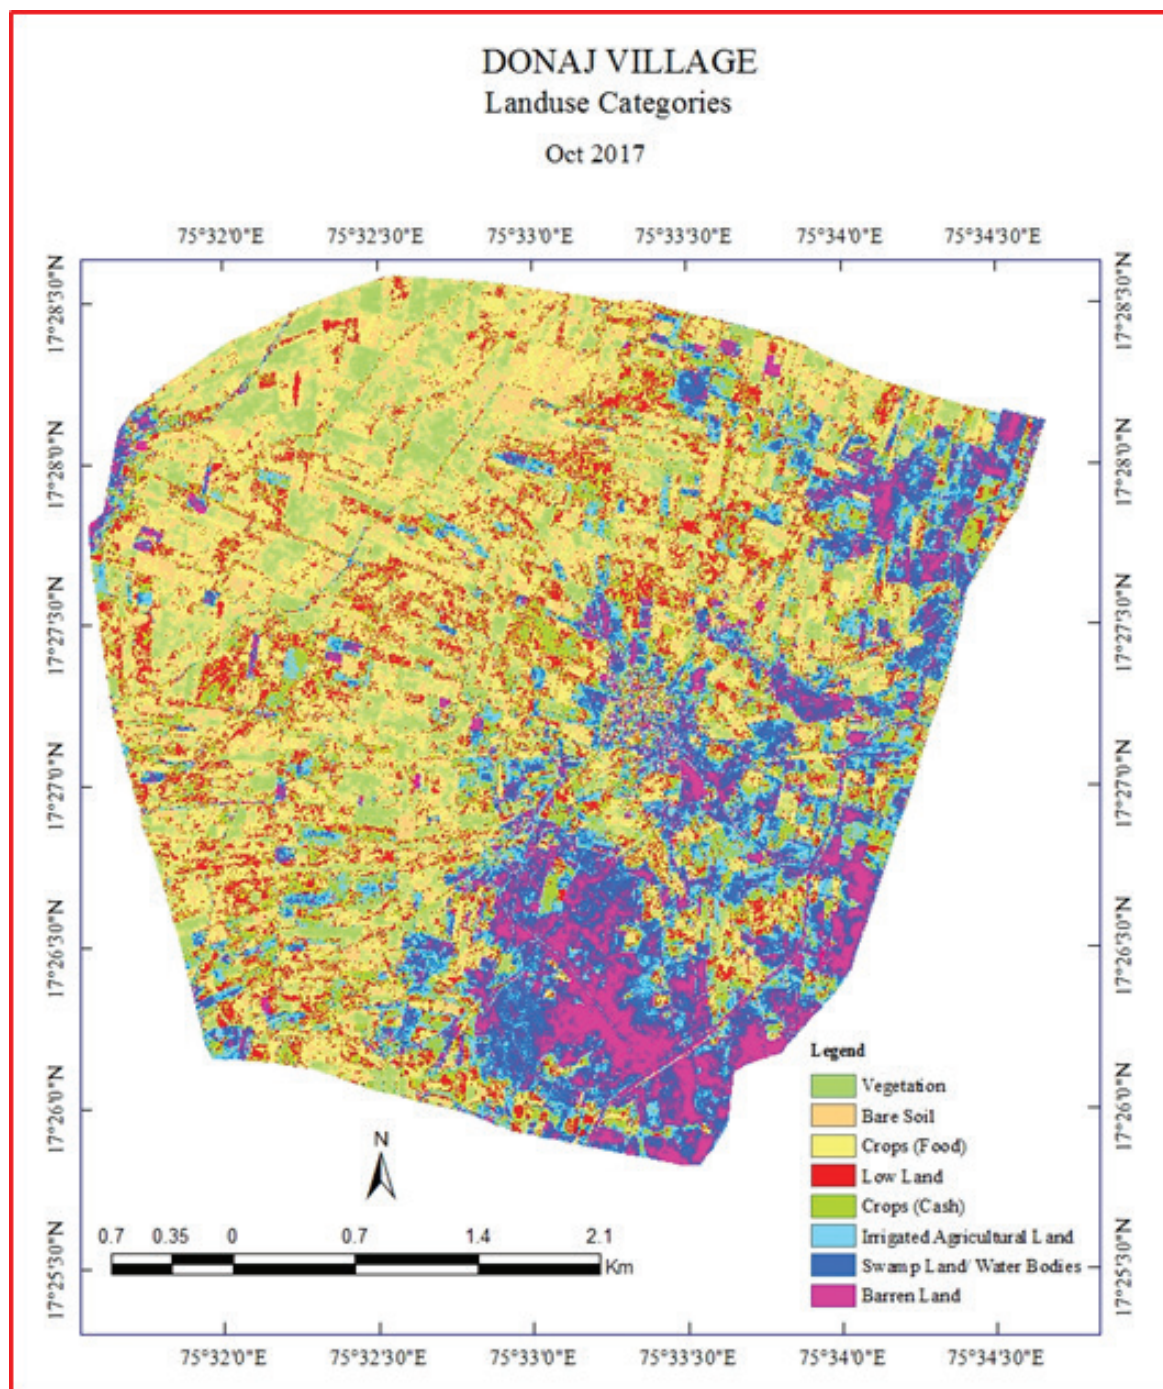 DONAJ VILLAGE
Landuse Categories
Oct 2017
75°32'0"E 75°32'30"E 75°33'0"E 75°33'30"E 75°34'0"E 75°34'30"E
17°28'30"N 17°28'30"N
17°28'0"N 17°28'0"N
17°27'30"N 17°27'30"N
17°27'0"N 17°27'0"N
17°26'30"N 17°26'30"N
17°26'0"N 17°26'0"N
17°25'30"N 17°25'30"N
Legend
Vegetation
Bare Soil
Crops (Food)
Low Land
Crops (Cash)
Irrigated Agricultural Land
Swamp Land/ Water Bodies
Barren Land
N
0.7 0.35 0 0.7 1.4 2.1
Km
75°32'0"E 75°32'30"E 75°33'0"E 75°33'30"E 75°34'0"E 75°34'30"E